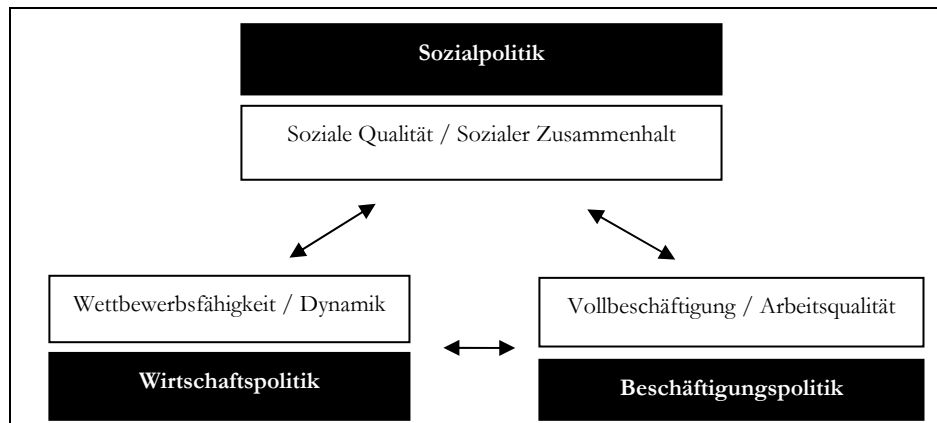 Sozialpolitik
Soziale Qualität / Sozialer Zusammenhalt
Wettbewerbsfähigkeit / Dynamik
Wirtschaftspolitik
Vollbeschäftigung / Arbeitsqualität
Beschäftigungspolitik